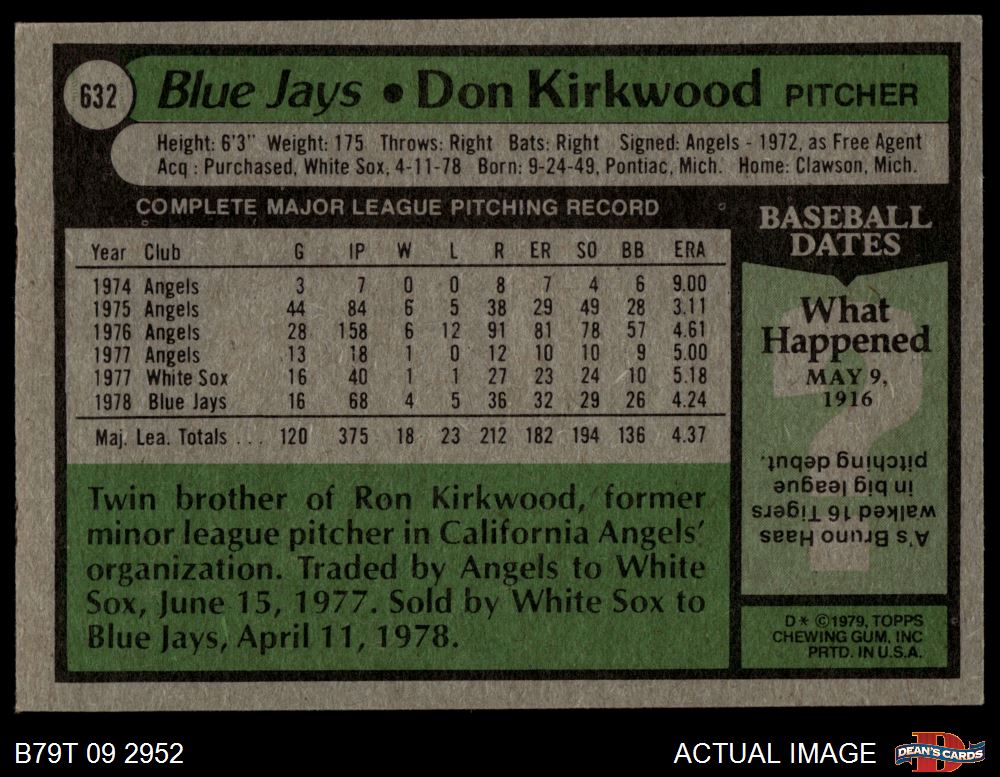 632
Blue Jays • Don Kirkwood PITCHER
Height: 6'3" Weight: 175 Throws: Right Bats: Right Signed: Angels - 1972, as Free Agent
Acq : Purchased, White Sox, 4-11-78 Born: 9-24-49, Pontiac, Mich. Home: Clawson, Mich.
COMPLETE MAJOR LEAGUE PITCHING RECORD
Year Club G IP W L R ER SO BB ERA
1974 Angels 3 7 0 0 8 7 4 6 9.00
1975 Angels 44 84 6 5 38 29 49 28 3.11
1976 Angels 28 158 6 12 91 81 78 57 4.61
1977 Angels 13 18 1 0 12 10 10 9 5.00
1977 White Sox 16 40 1 1 27 23 24 10 5.18
1978 Blue Jays 16 68 4 5 36 32 29 26 4.24
Maj. Lea. Totals . . . 120 375 18 23 212 182 194 136 4.37
Twin brother of Ron Kirkwood, former
minor league pitcher in California Angels'
organization. Traded by Angels to White
Sox, June 15, 1977. Sold by White Sox to
Blue Jays, April 11, 1978.
BASEBALL
DATES
What
Happened
MAY 9,
1916
?
A's Bruno Haas
walked 16 Tigers
in big league
pitching debut.
D* ©1979, TOPPS
CHEWING GUM, INC
PRTD. IN U.S.A.
B79T 09 2952
ACTUAL IMAGE
D
DEAN'S CARDS